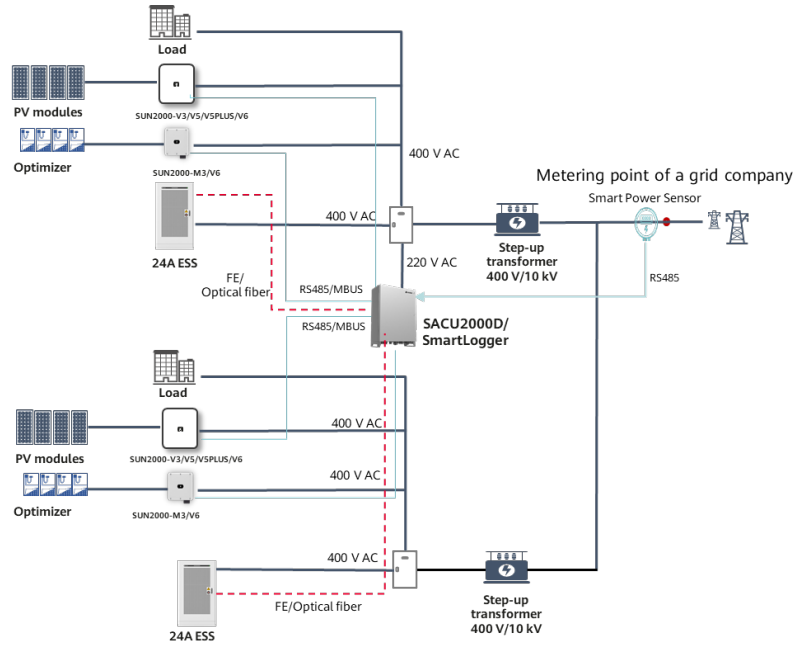 Load
PV modules
SUN2000-V3/V5/V5PLUS/V6
Optimizer
SUN2000-M3/V6
400 V AC
Metering point of a grid company
Smart Power Sensor
400 V AC
24A ESS
Step-up
transformer
400 V/10 kV
220 V AC
FE/
Optical fiber
RS485/MBUS
RS485
RS485/MBUS
SACU2000D/
SmartLogger
Load
400 V AC
PV modules
SUN2000-V3/V5/V5PLUS/V6
400 V AC
Optimizer
SUN2000-M3/V6
400 V AC
FE/Optical fiber
24A ESS
Step-up
transformer
400 V/10 kV